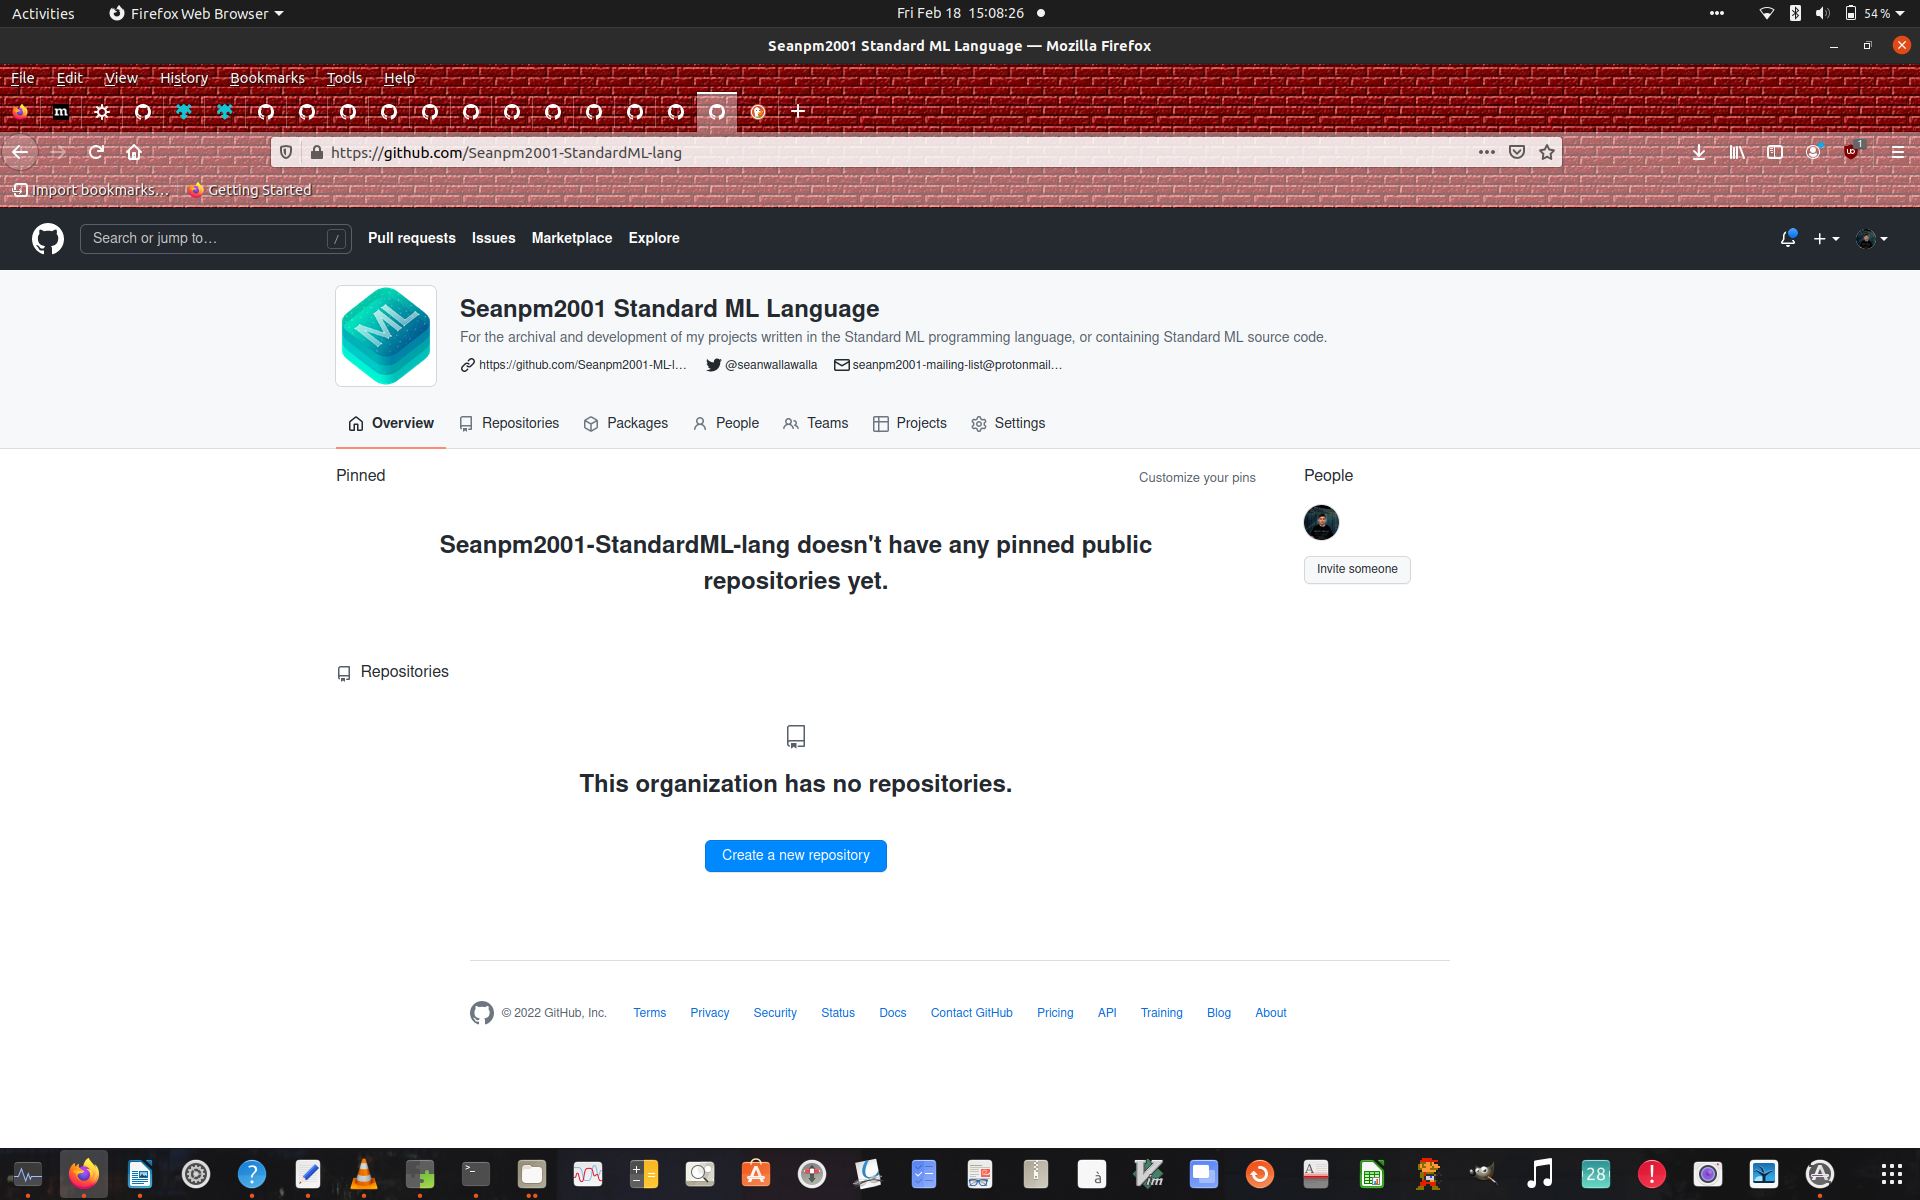 Activities
Firefox Web Browser
Fri Feb 18 15:08:26
54 %
Seanpm2001 Standard ML Language — Mozilla Firefox
File Edit View History Bookmarks Tools Help
m
https://github.com/Seanpm2001-StandardML-lang
1
Import bookmarks… Getting Started
Search or jump to… /
Pull requests Issues Marketplace Explore
ML
Seanpm2001 Standard ML Language
For the archival and development of my projects written in the Standard ML programming language, or containing Standard ML source code.
https://github.com/Seanpm2001-ML-l… @seanwallawalla seanpm2001-mailing-list@protonmail…
Overview Repositories Packages People Teams Projects Settings
Pinned
Customize your pins
People
Seanpm2001-StandardML-lang doesn't have any pinned public
repositories yet.
Invite someone
Repositories
This organization has no repositories.
Create a new repository
© 2022 GitHub, Inc. Terms Privacy Security Status Docs Contact GitHub Pricing API Training Blog About
28